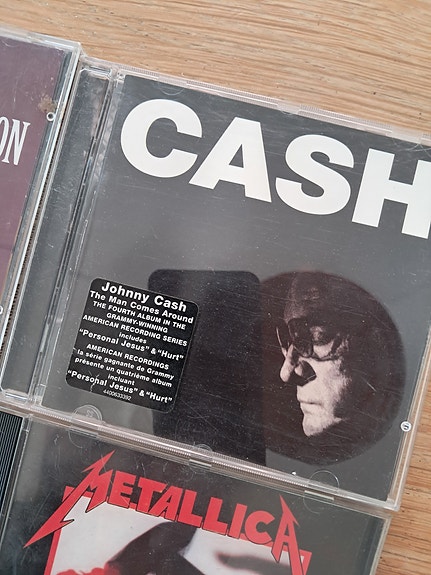 ON
CASH
Johnny Cash
The Man Comes Around
THE FOURTH ALBUM IN THE
GRAMMY-WINNING
AMERICAN RECORDING SERIES
includes
"Personal Jesus" & "Hurt"
AMERICAN RECORDINGS
la série gagnante de Grammy
présente un quatrième album
incluant
"Personal Jesus" & "Hurt"
4400633392
METALLICA